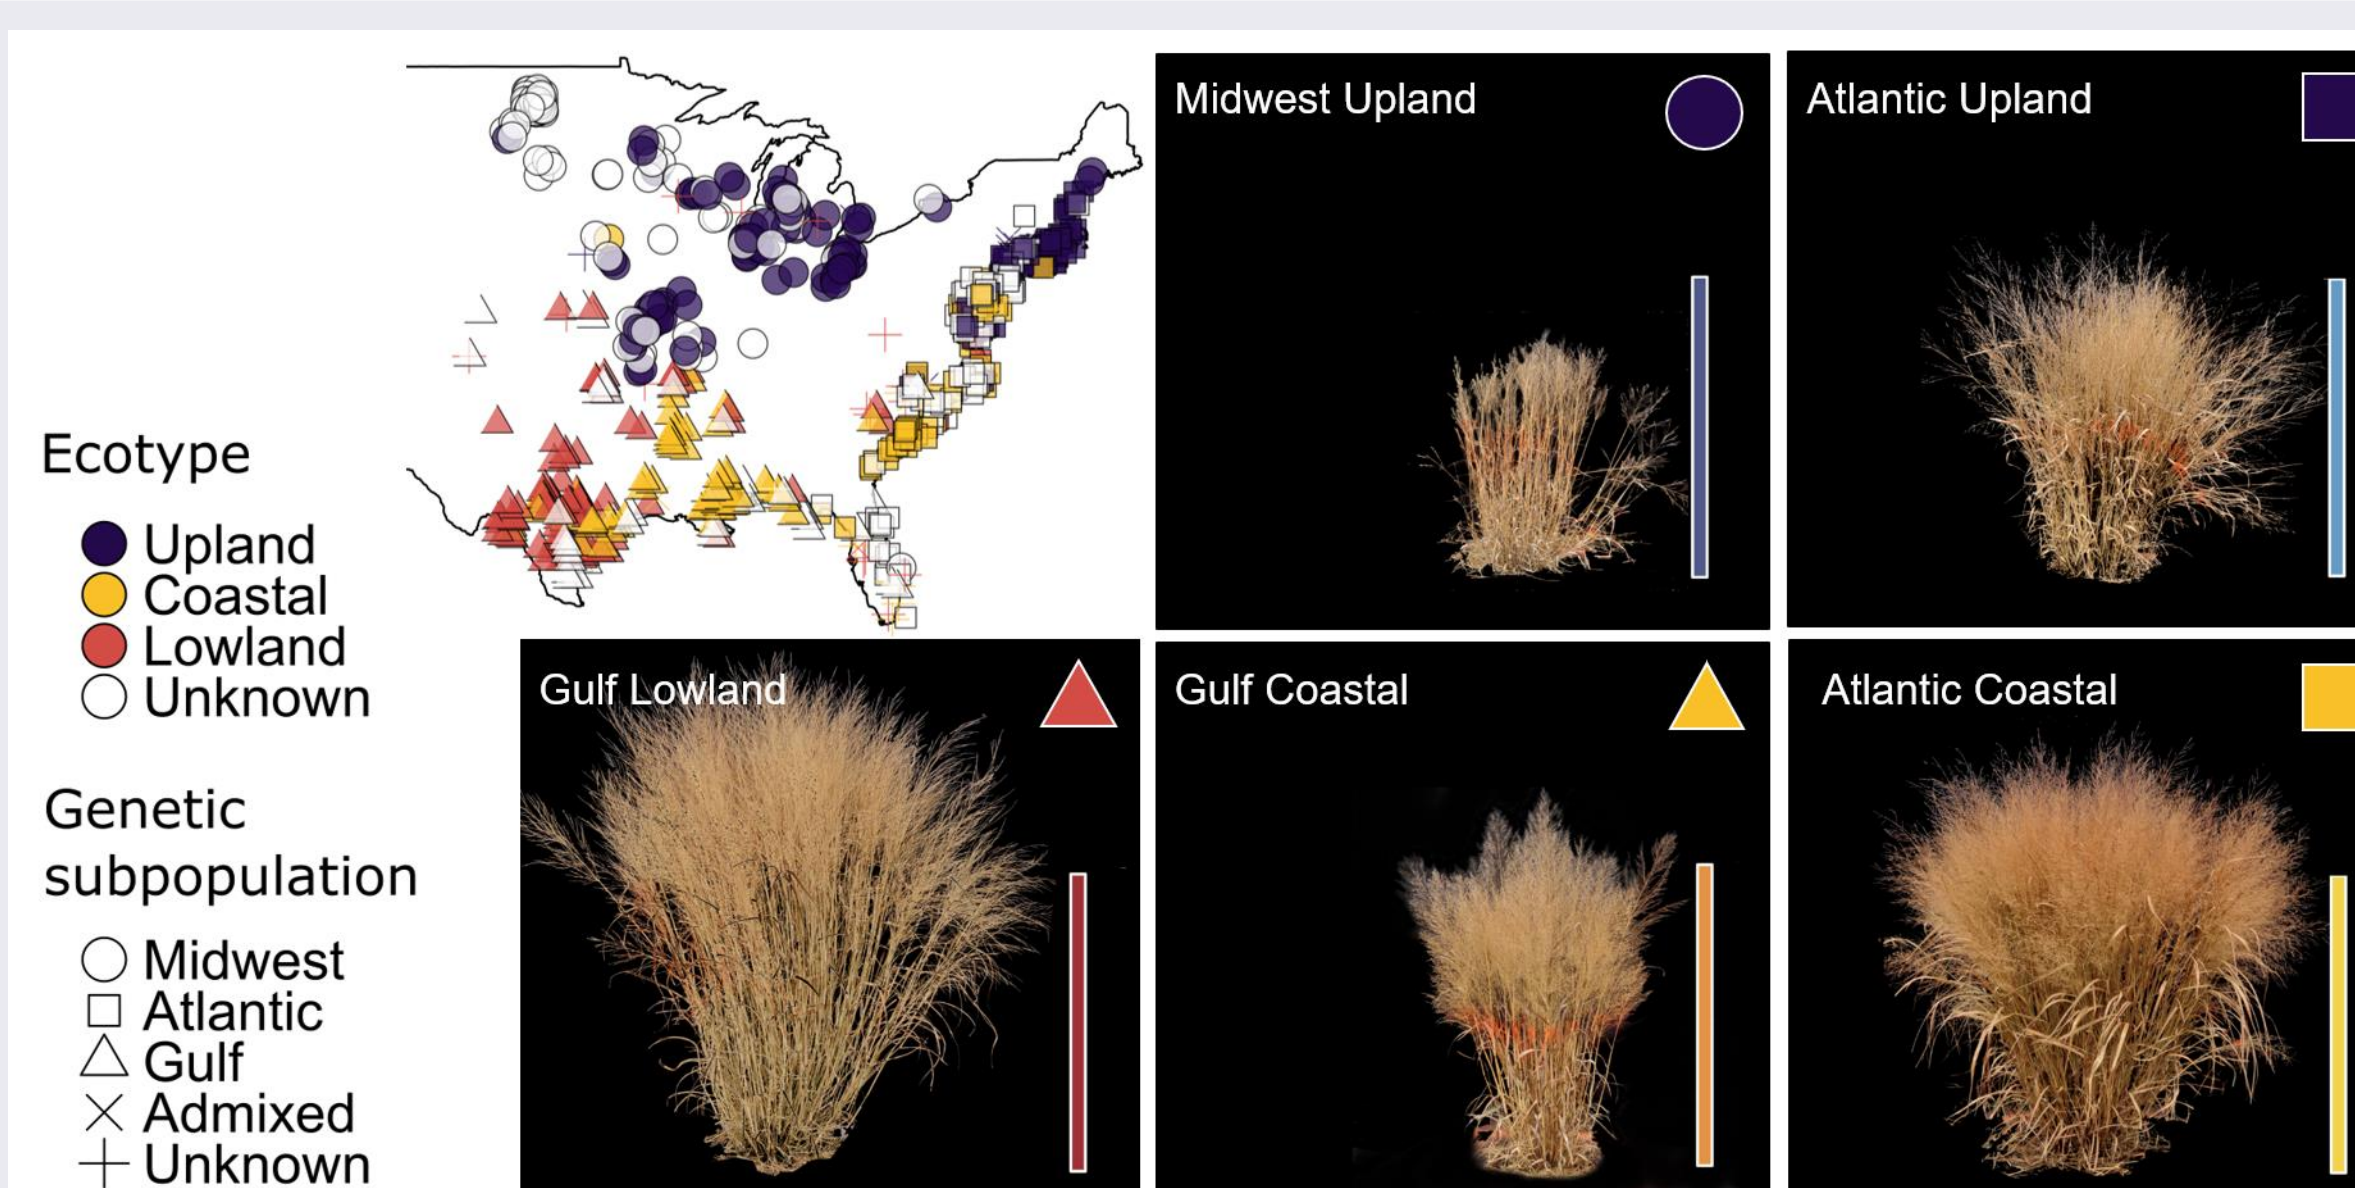 Midwest Upland
Atlantic Upland
Ecotype
Upland
Coastal
Lowland
Unknown
Genetic
subpopulation
Midwest
Atlantic
Gulf
Admixed
Unknown
Gulf Lowland
Gulf Coastal
Atlantic Coastal